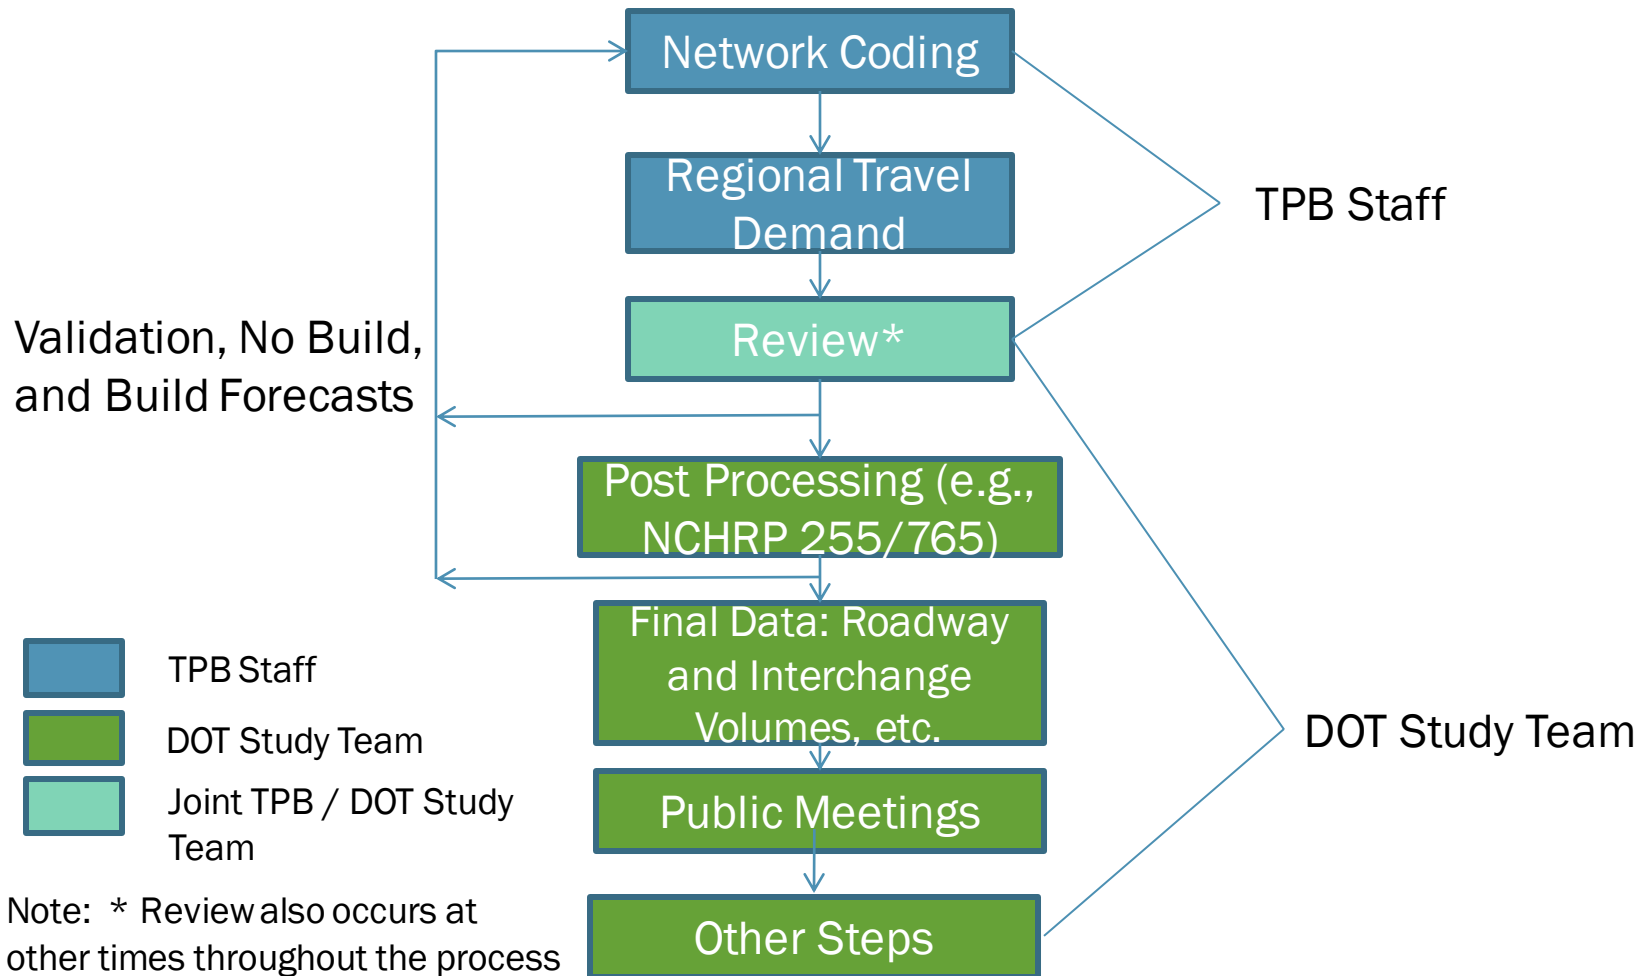 Network Coding
Regional Travel
Demand
TPB Staff
Review*
Validation, No Build,
and Build Forecasts
Post Processing (e.g.,
NCHRP 255/765)
Final Data: Roadway
and Interchange
Volumes, etc.
DOT Study Team
Public Meetings
Other Steps
TPB Staff
DOT Study Team
Joint TPB / DOT Study
Team
Note: * Review also occurs at
other times throughout the process